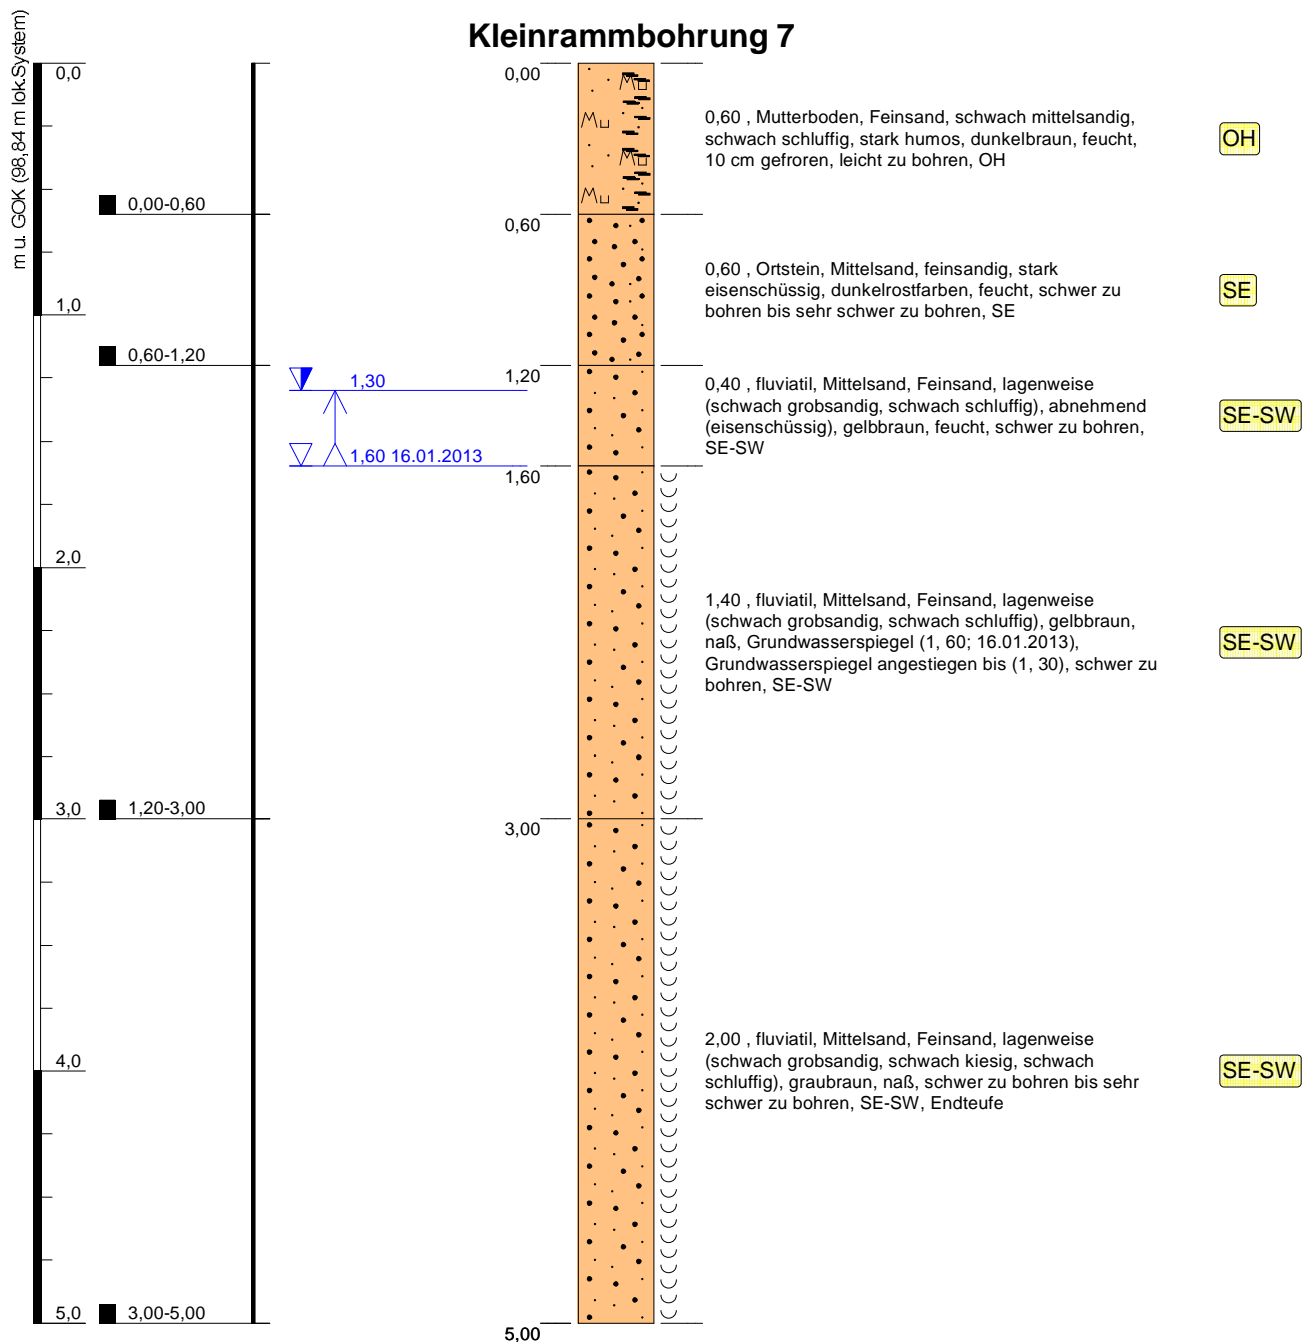 Kleinrammbohrung 7
m u. GOK (98,84 m lok.System)
0,0
1,0
2,0
3,0
4,0
5,0
0,00-0,60
0,60-1,20
1,20-3,00
3,00-5,00
1,30
1,60 16.01.2013
0,00
0,60
1,20
1,60
3,00
5,00
Mu
Mu
Mu
Mu
0,60 , Mutterboden, Feinsand, schwach mittelsandig,
schwach schluffig, stark humos, dunkelbraun, feucht,
10 cm gefroren, leicht zu bohren, OH
OH
0,60 , Ortstein, Mittelsand, feinsandig, stark
eisenschüssig, dunkelrostfarben, feucht, schwer zu
bohren bis sehr schwer zu bohren, SE
SE
0,40 , fluviatil, Mittelsand, Feinsand, lagenweise
(schwach grobsandig, schwach schluffig), abnehmend
(eisenschüssig), gelbbraun, feucht, schwer zu bohren,
SE-SW
SE-SW
1,40 , fluviatil, Mittelsand, Feinsand, lagenweise
(schwach grobsandig, schwach schluffig), gelbbraun,
naß, Grundwasserspiegel (1, 60; 16.01.2013),
Grundwasserspiegel angestiegen bis (1, 30), schwer zu
bohren, SE-SW
SE-SW
2,00 , fluviatil, Mittelsand, Feinsand, lagenweise
(schwach grobsandig, schwach kiesig, schwach
schluffig), graubraun, naß, schwer zu bohren bis sehr
schwer zu bohren, SE-SW, Endteufe
SE-SW